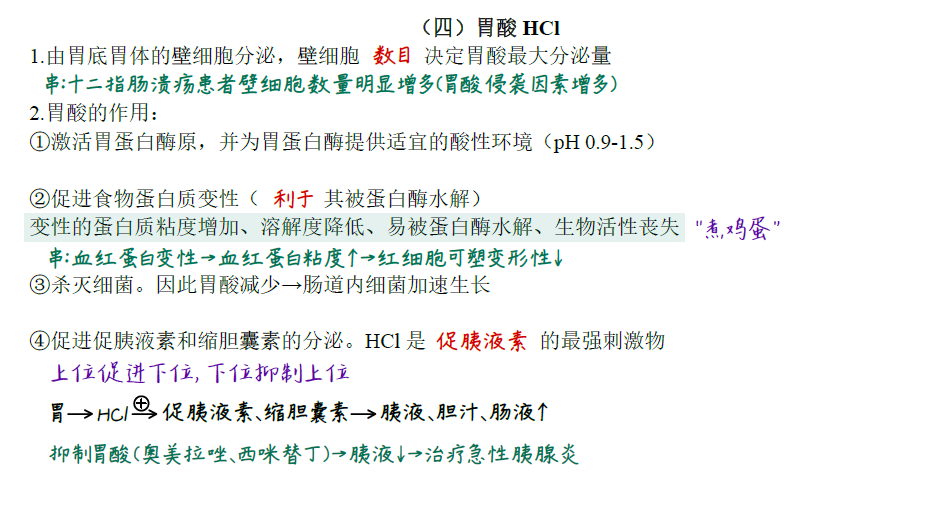 （四）胃酸 HCl
1.由胃底胃体的壁细胞分泌，壁细胞 数目 决定胃酸最大分泌量
串:十二指肠溃疡患者壁细胞数量明显增多(胃酸侵袭因素增多)
2.胃酸的作用：
①激活胃蛋白酶原，并为胃蛋白酶提供适宜的酸性环境（pH 0.9-1.5）
②促进食物蛋白质变性（ 利于 其被蛋白酶水解）
变性的蛋白质粘度增加、溶解度降低、易被蛋白酶水解、生物活性丧失 "煮鸡蛋"
串:血红蛋白变性→血红蛋白粘度↑→红细胞可塑变形性↓
③杀灭细菌。因此胃酸减少→肠道内细菌加速生长
④促进促胰液素和缩胆囊素的分泌。HCl 是 促胰液素 的最强刺激物
上位促进下位, 下位抑制上位
胃→HCl⊕→促胰液素、缩胆囊素→胰液、胆汁、肠液↑
抑制胃酸(奥美拉唑、西咪替丁)→胰液↓→治疗急性胰腺炎